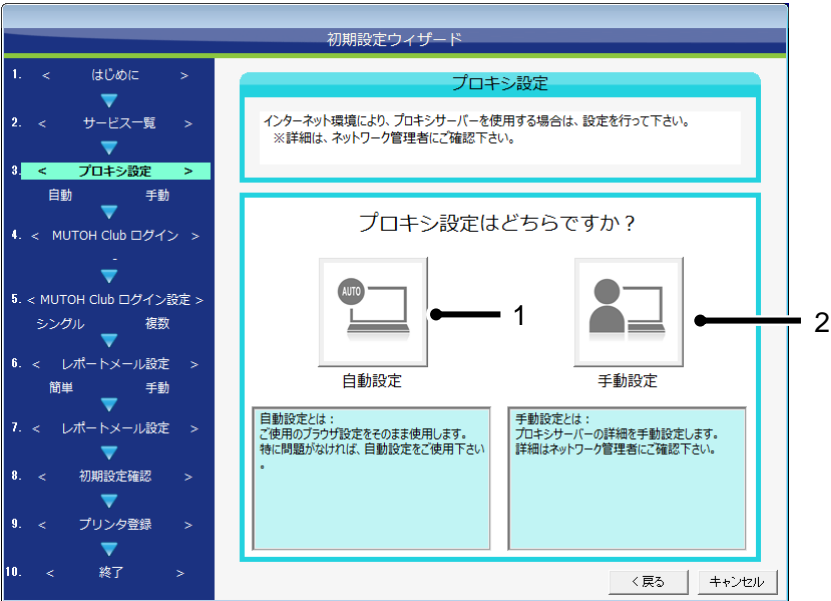 初期設定ウィザード
1. < はじめに >
2. < サービス一覧 >
3. < プロキシ設定 >
自動 手動
4. < MUTOH Club ログイン >
-
5. < MUTOH Club ログイン設定 >
シングル 複数
6. < レポートメール設定 >
簡単 手動
7. < レポートメール設定 >
8. < 初期設定確認 >
9. < プリンタ登録 >
10. < 終了 >
プロキシ設定
インターネット環境により、プロキシサーバーを使用する場合は、設定を行って下さい。
※詳細は、ネットワーク管理者にご確認下さい。
プロキシ設定はどちらですか？
AUTO
1
2
自動設定
手動設定
自動設定とは：
ご使用のブラウザ設定をそのまま使用します。
特に問題がなければ、自動設定をご使用下さい
。
手動設定とは：
プロキシサーバーの詳細を手動設定します。
詳細はネットワーク管理者にご確認下さい。
< 戻る
キャンセル